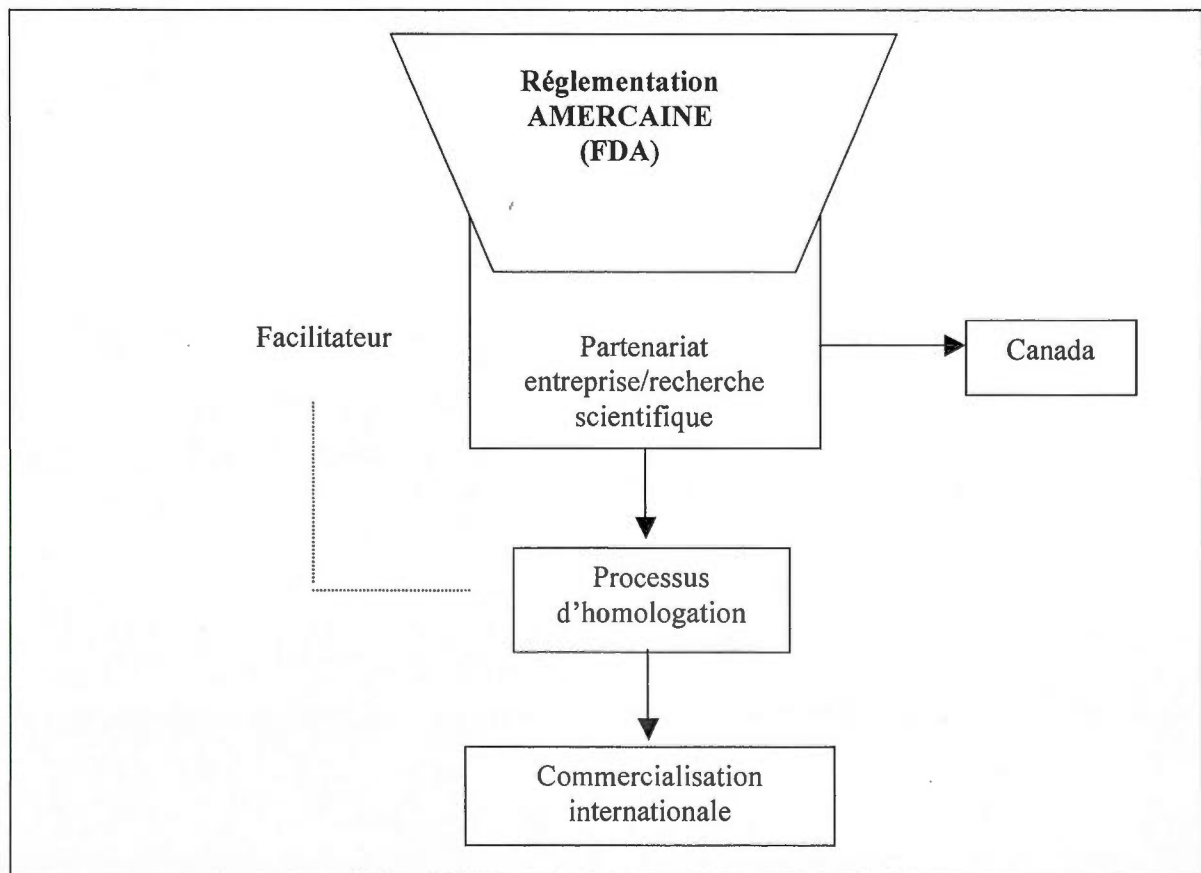 Réglementation
AMERCAINE
(FDA)
Facilitateur
Partenariat
entreprise/recherche
scientifique
Canada
Processus
d'homologation
Commercialisation
internationale